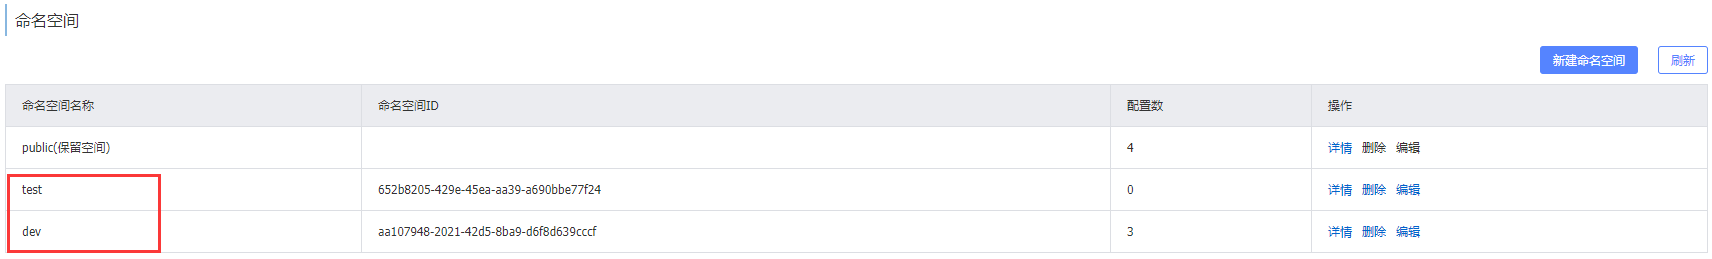 命名空间
新建命名空间 刷新
命名空间名称 命名空间ID 配置数 操作
public(保留空间) 4 详情 删除 编辑
test 652b8205-429e-45ea-aa39-a690bbe77f24 0 详情 删除 编辑
dev aa107948-2021-42d5-8ba9-d6f8d639cccf 3 详情 删除 编辑